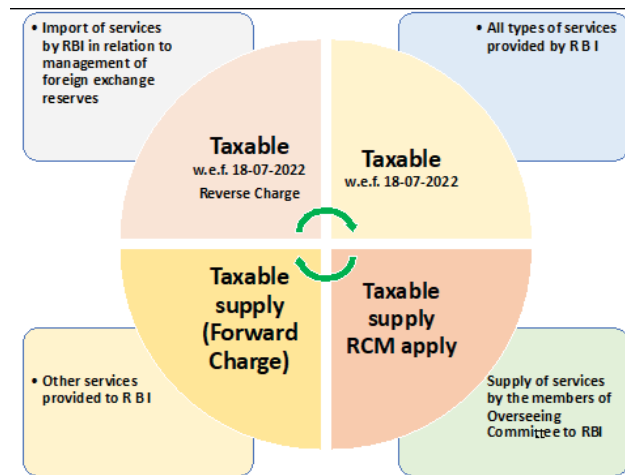 • Import of services
by RBI in relation to
management of
foreign exchange
reserves
• All types of services
provided by R B I
Taxable
w.e.f. 18-07-2022
Reverse Charge
Taxable
w.e.f. 18-07-2022
Taxable
supply
(Forward
Charge)
Taxable
supply
RCM apply
• Other services
provided to R B I
Supply of services
by the members of
Overseeing
Committee to RBI